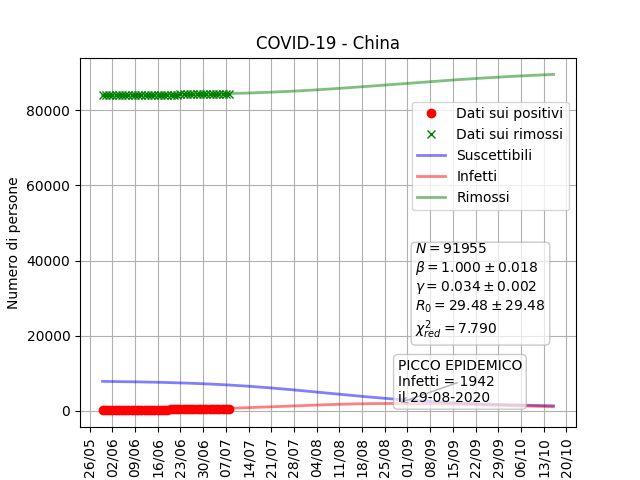 COVID-19 - China
Numero di persone
80000
60000
40000
20000
0
Dati sui positivi
Dati sui rimossi
Suscettibili
Infetti
Rimossi
N = 91955
β = 1.000 ± 0.018
γ = 0.034 ± 0.002
R₀ = 29.48 ± 29.48
χ²red = 7.790
PICCO EPIDEMICO
Infetti = 1942
Il 29-08-2020
26/05
02/06
09/06
16/06
23/06
30/06
07/07
14/07
21/07
28/07
04/08
11/08
18/08
25/08
01/09
08/09
15/09
22/09
29/09
06/10
13/10
20/10